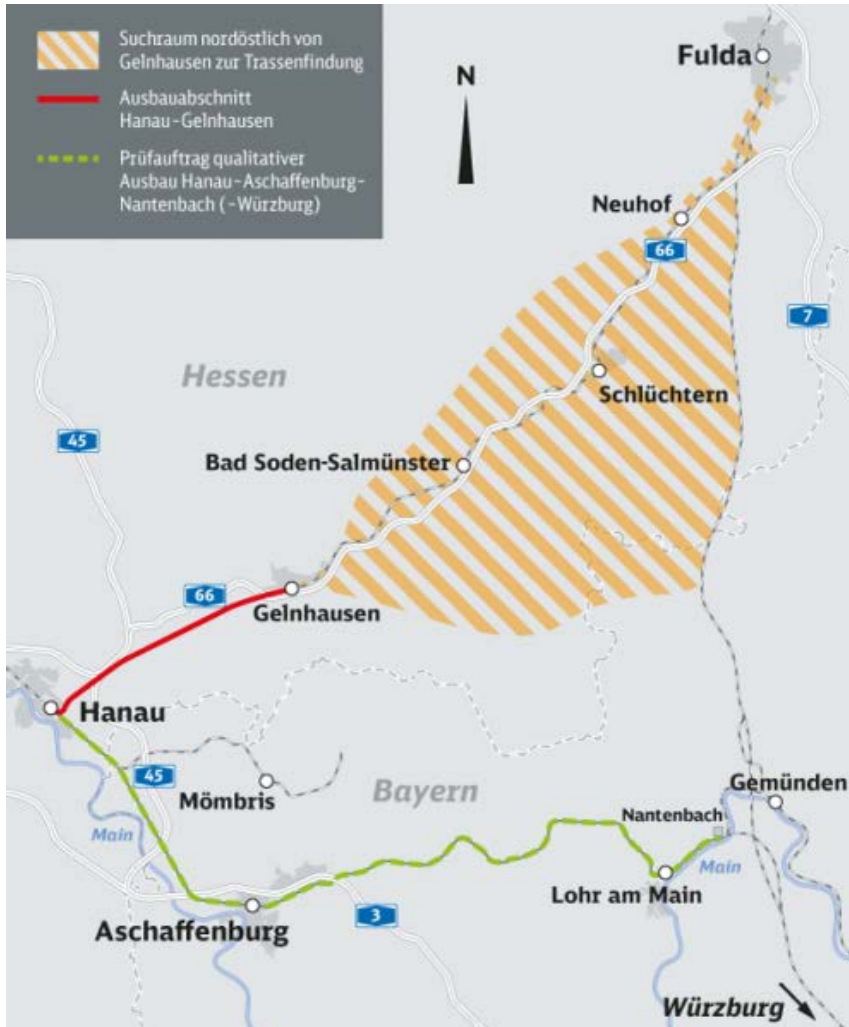 Suchraum nordöstlich von
Gelnhausen zur Trassenfindung
Ausbauabschnitt
Hanau-Gelnhausen
Prüfauftrag qualitativer
Ausbau Hanau-Aschaffenburg-
Nantenbach (-Würzburg)
N
Fulda
Neuhof
66
7
Hessen
Schlüchtern
45
Bad Soden-Salmünster
66
Gelnhausen
Hanau
45
Mömbris
Bayern
Gemünden
Nantenbach
Main
Main
Lohr am Main
Aschaffenburg
3
Würzburg